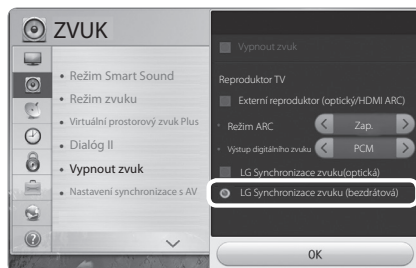 ZVUK
• Režim Smart Sound
• Režim zvuku
• Virtuální prostorový zvuk Plus
• Dialóg II
• Vypnout zvuk
• Nastavení synchronizace s AV
Vypnout zvuk
Reproduktor TV
Externí reproduktor (optický/HDMI ARC)
• Režim ARC < Zap. >
• Výstup digitálního zvuku < PCM >
LG Synchronizace zvuku(optická)
LG Synchronizace zvuku (bezdrátová)
OK